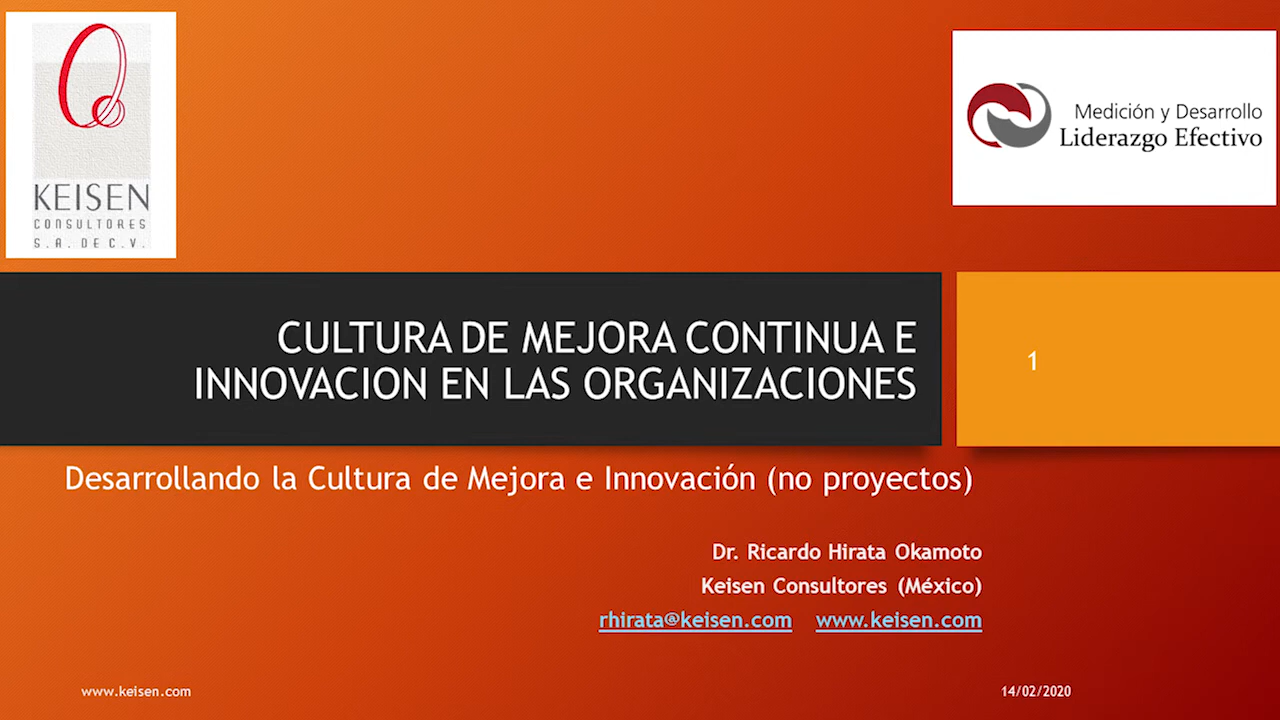 KEISEN
CONSULTORES
S.A. DE C.V.
Medición y Desarrollo
Liderazgo Efectivo
CULTURA DE MEJORA CONTINUA E
INNOVACION EN LAS ORGANIZACIONES
1
Desarrollando la Cultura de Mejora e Innovación (no proyectos)
Dr. Ricardo Hirata Okamoto
Keisen Consultores (México)
rhirata@keisen.com www.keisen.com
www.keisen.com
14/02/2020